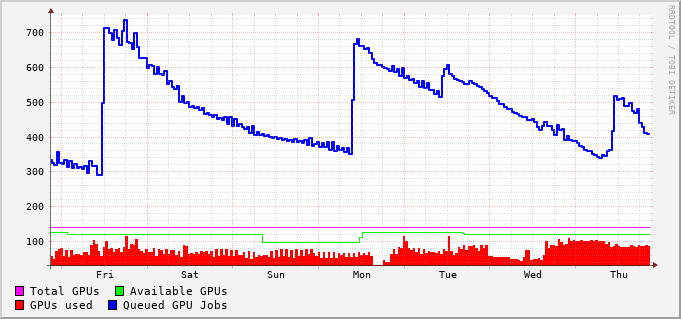 RRDTOOL / TOBI OETIKER
700
600
500
400
300
200
100
Fri Sat Sun Mon Tue Wed Thu
Total GPUs Available GPUs
GPUs used Queued GPU Jobs